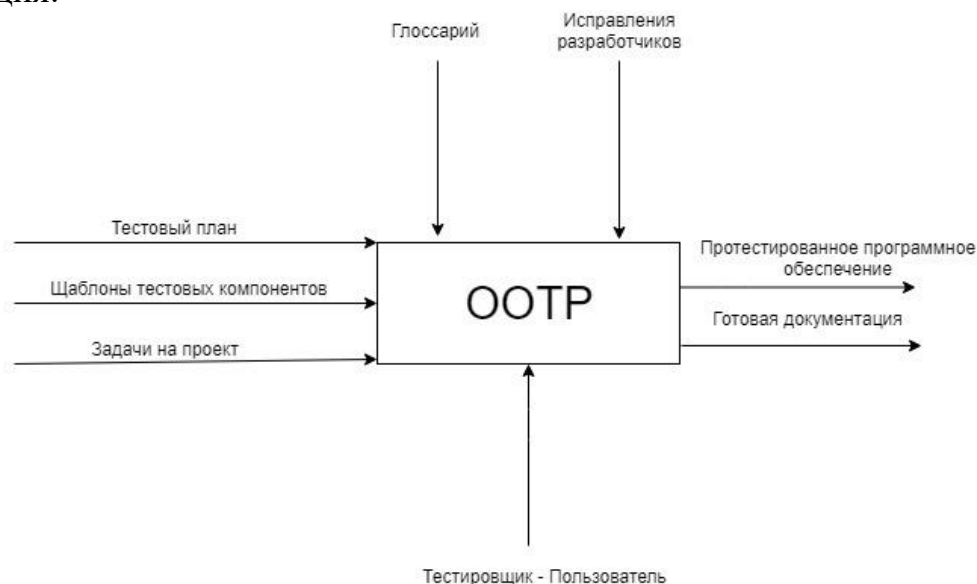 ция.
Глоссарий
Исправления
разработчиков
Тестовый план
Щаблоны тестовых компонентов
Задачи на проект
ООТР
Протестированное программное
обеспечение
Готовая документация
Тестировщик - Пользователь